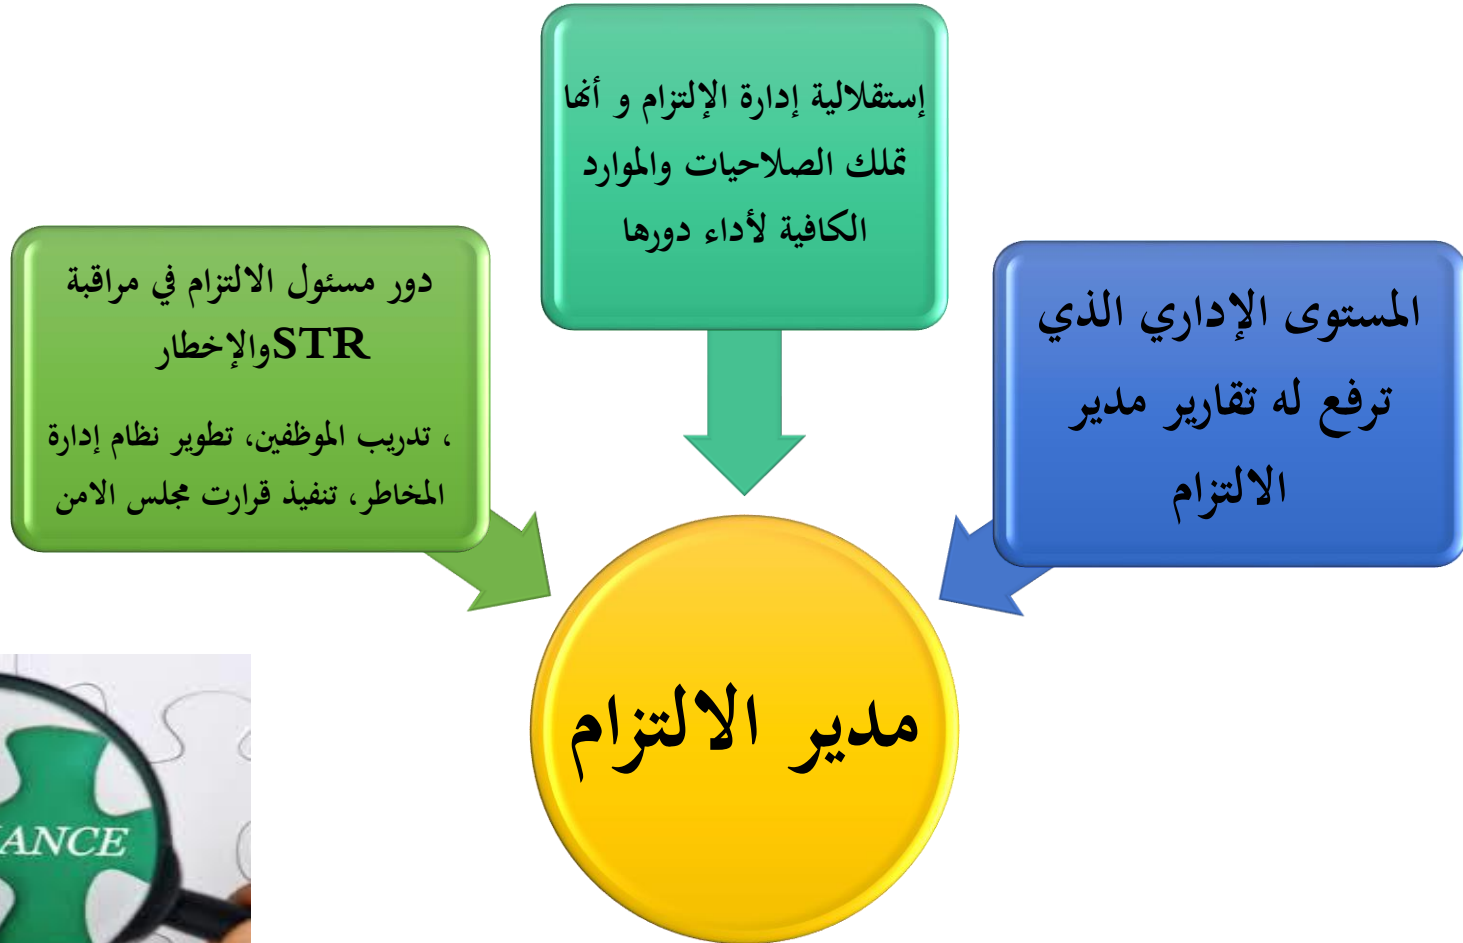 إستقلالية إدارة الإلتزام و أنها
تملك الصلاحيات والموارد
الكافية لأداء دورها
المستوى الإداري الذي
ترفع له تقارير مدير
الالتزام
دور مسئول الالتزام في مراقبة
STRوالإخطار
، تدريب الموظفين، تطوير نظام إدارة
المخاطر، تنفيذ قرارت مجلس الامن
مدير الالتزام
ANCE